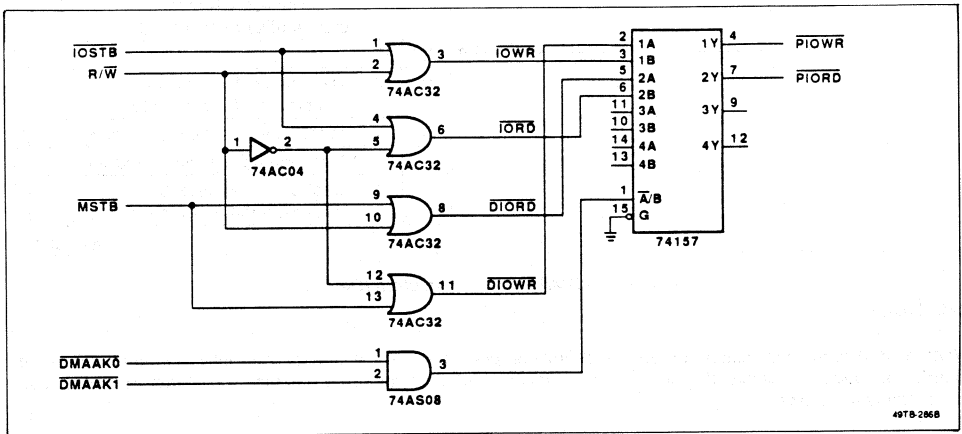 IOSTB 1 3 IOWR 2 1A 1Y 4 PIOWR
R/W 2 3 1B
74AC32 5 2A 2Y 7 PIORD
6 2B
4 6 IORD 11 3A 3Y 9
1 2 5 10 3B
74AC04 74AC32 14 4A 4Y 12
13 4B
MSTB 9 8 DIORD 1 A/B
10 15 G
74AC32 74157
12 11 DIOWR
13
74AC32
DMAAK0 1 3
DMAAK1 2
74AS08
49TB-286B